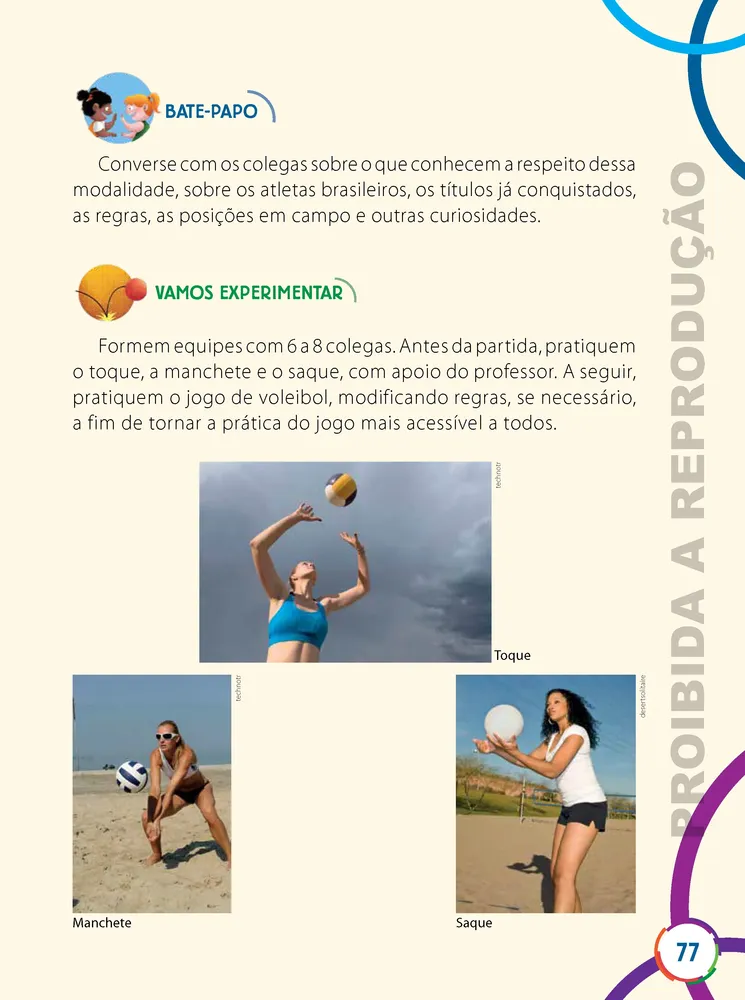 BATE-PAPO
Converse com os colegas sobre o que conhecem a respeito dessa
modalidade, sobre os atletas brasileiros, os títulos já conquistados,
as regras, as posições em campo e outras curiosidades.
VAMOS EXPERIMENTAR
Formem equipes com 6 a 8 colegas. Antes da partida, pratiquem
o toque, a manchete e o saque, com apoio do professor. A seguir,
pratiquem o jogo de voleibol, modificando regras, se necessário,
a fim de tornar a prática do jogo mais acessível a todos.
technotr
Toque
technotr
Manchete
desertsolitaire
Saque
PROIBIDA A REPRODUÇÃO
77